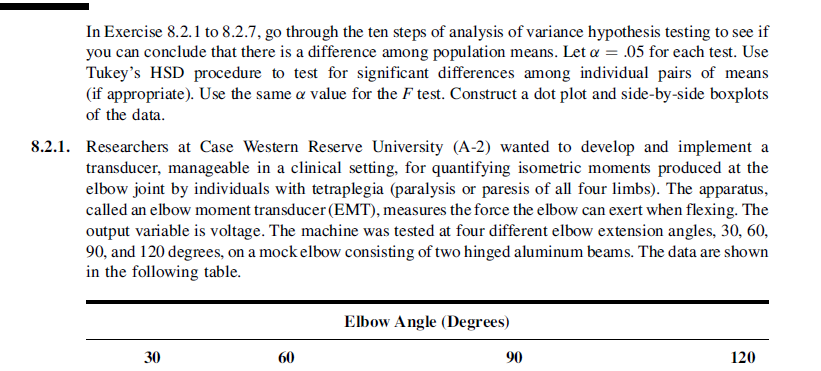 In Exercise 8.2.1 to 8.2.7, go through the ten steps of analysis of variance hypothesis testing to see if
you can conclude that there is a difference among population means. Let α = .05 for each test. Use
Tukey's HSD procedure to test for significant differences among individual pairs of means
(if appropriate). Use the same α value for the F test. Construct a dot plot and side-by-side boxplots
of the data.
8.2.1. Researchers at Case Western Reserve University (A-2) wanted to develop and implement a
transducer, manageable in a clinical setting, for quantifying isometric moments produced at the
elbow joint by individuals with tetraplegia (paralysis or paresis of all four limbs). The apparatus,
called an elbow moment transducer (EMT), measures the force the elbow can exert when flexing. The
output variable is voltage. The machine was tested at four different elbow extension angles, 30, 60,
90, and 120 degrees, on a mock elbow consisting of two hinged aluminum beams. The data are shown
in the following table.
Elbow Angle (Degrees)
30 60 90 120